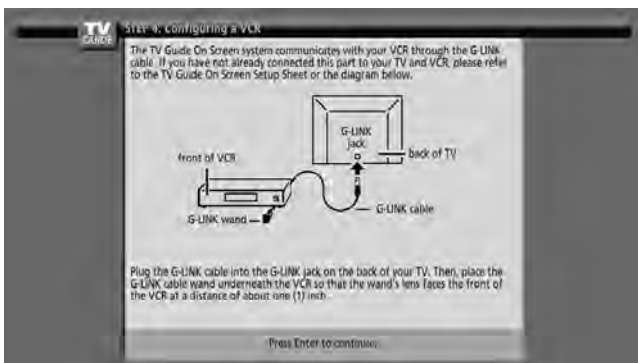 TV
GUIDE
STEP 4. Configuring a VCR
The TV Guide On Screen system communicates with your VCR through the G-LINK
cable. If you have not already connected this part to your TV and VCR, please refer
to the TV Guide On Screen Setup Sheet or the diagram below.
G-LINK
jack
front of VCR
back of TV
G-LINK wand
G-LINK cable
Plug the G-LINK cable into the G-LINK jack on the back of your TV. Then, place the
G-LINK cable wand underneath the VCR so that the wand's lens faces the front of
the VCR at a distance of about one (1) inch.
Press Enter to continue.